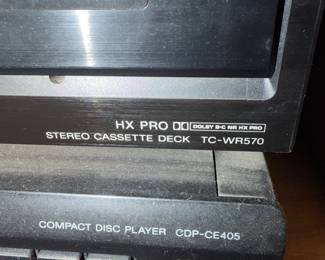 HX PRO DOLBY B-C NR HX PRO
STEREO CASSETTE DECK TC-WR570
COMPACT DISC PLAYER CDP-CE405